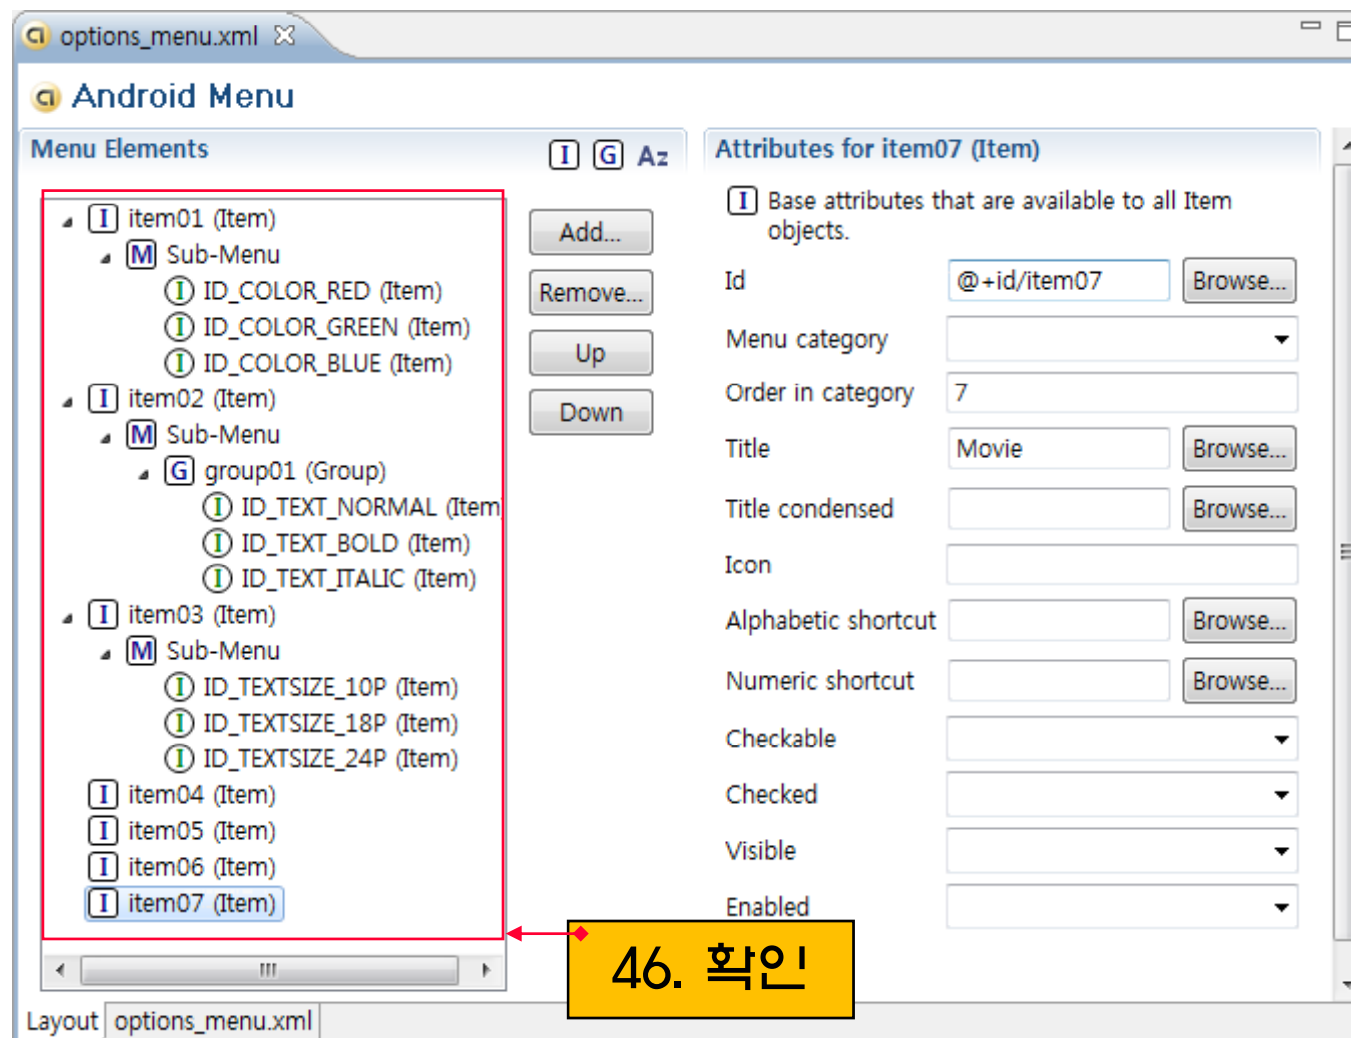 options_menu.xml
Android Menu
Menu Elements
I G Az
item01 (Item)
M Sub-Menu
I ID_COLOR_RED (Item)
I ID_COLOR_GREEN (Item)
I ID_COLOR_BLUE (Item)
I item02 (Item)
M Sub-Menu
G group01 (Group)
I ID_TEXT_NORMAL (Item
I ID_TEXT_BOLD (Item)
I ID_TEXT_ITALIC (Item)
I item03 (Item)
M Sub-Menu
I ID_TEXTSIZE_10P (Item)
I ID_TEXTSIZE_18P (Item)
I ID_TEXTSIZE_24P (Item)
I item04 (Item)
I item05 (Item)
I item06 (Item)
I item07 (Item)
Add...
Remove...
Up
Down
Attributes for item07 (Item)
I Base attributes that are available to all Item
objects.
Id @+id/item07 Browse...
Menu category
Order in category 7
Title Movie Browse...
Title condensed Browse...
Icon
Alphabetic shortcut Browse...
Numeric shortcut Browse...
Checkable
Checked
Visible
Enabled
46. 확인
Layout options_menu.xml